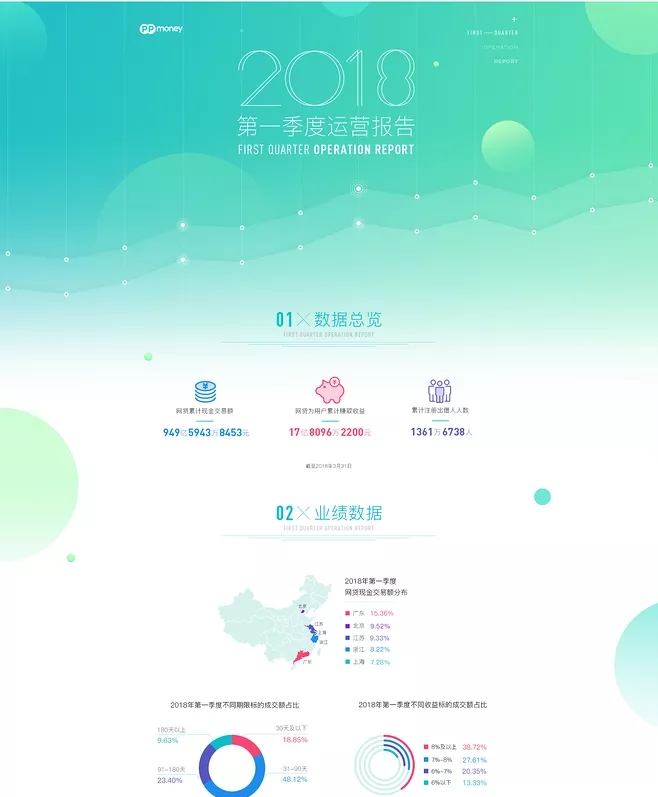 PPmoney
FIRST — QUARTER
OPERATION
REPORT
2018
第一季度运营报告
FIRST QUARTER OPERATION REPORT
01 × 数据总览
FIRST QUARTER OPERATION REPORT
网贷累计现金交易额
949亿5943万8453元
网贷为用户累计赚取收益
17亿8096万2200元
累计注册出借人人数
1361万6738人
截至2018年3月31日
02 × 业绩数据
FIRST QUARTER OPERATION REPORT
北京
江苏
上海
浙江
广东
2018年第一季度
网贷现金交易额分布
广东 15.36%
北京 9.52%
江苏 9.33%
浙江 8.22%
上海 7.28%
2018年第一季度不同期限标的成交额占比
180天以上
9.63%
30天及以下
18.85%
91~180天
23.40%
31~90天
48.12%
2018年第一季度不同收益标的成交额占比
8%及以上 38.72%
7%~8% 27.61%
6%~7% 20.35%
6%以下 13.33%